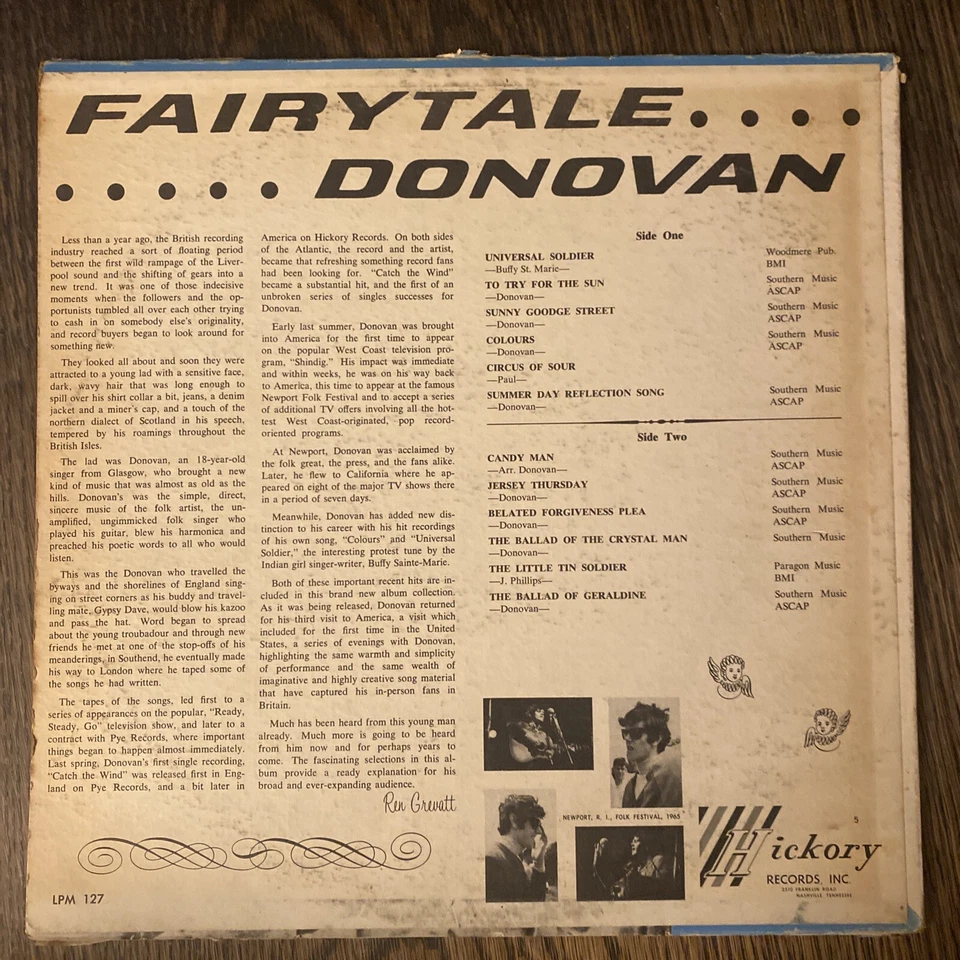 FAIRYTALE....
.....DONOVAN
Less than a year ago, the British recording
industry reached a sort of floating period
between the first wild rampage of the Liver-
pool sound and the shifting of gears into a
new trend. It was one of those indecisive
moments when the followers and the op-
portunists tumbled all over each other trying
to cash in on somebody else's originality,
and record buyers began to look around for
something new.
They looked all about and soon they were
attracted to a young lad with a sensitive face,
dark, wavy hair that was long enough to
spill over his shirt collar a bit, jeans, a denim
jacket and a miner's cap, and a touch of the
northern dialect of Scotland in his speech,
tempered by his roamings throughout the
British Isles.
The lad was Donovan, an 18-year-old
singer from Glasgow, who brought a new
kind of music that was almost as old as the
hills. Donovan's was the simple, direct,
sincere music of the folk artist, the un-
amplified, ungimmicked folk singer who
played his guitar, blew his harmonica and
preached his poetic words to all who would
listen.
This was the Donovan who travelled the
byways and the shorelines of England sing-
ing on street corners as his buddy and travel-
ling mate, Gypsy Dave, would blow his kazoo
and pass the hat. Word began to spread
about the young troubadour and through new
friends he met at one of the stop-offs of his
meanderings, in Southend, he eventually made
his way to London where he taped some of
the songs he had written.
The tapes of the songs, led first to a
series of appearances on the popular, "Ready,
Steady, Go" television show, and later to a
contract with Pye Records, where important
things began to happen almost immediately.
Last spring, Donovan's first single recording,
"Catch the Wind" was released first in Eng-
land on Pye Records, and a bit later in
America on Hickory Records. On both sides
of the Atlantic, the record and the artist,
became that refreshing something record fans
had been looking for. "Catch the Wind"
became a substantial hit, and the first of an
unbroken series of singles successes for
Donovan.
Early last summer, Donovan was brought
into America for the first time to appear
on the popular West Coast television pro-
gram, "Shindig." His impact was immediate
and within weeks, he was on his way back
to America, this time to appear at the famous
Newport Folk Festival and to accept a series
of additional TV offers involving all the hot-
test West Coast-originated, pop record-
oriented programs.
At Newport, Donovan was acclaimed by
the folk great, the press, and the fans alike.
Later, he flew to California where he ap-
peared on eight of the major TV shows there
in a period of seven days.
Meanwhile, Donovan has added new dis-
tinction to his career with his hit recordings
of his own song, "Colours" and "Universal
Soldier," the interesting protest tune by the
Indian girl singer-writer, Buffy Sainte-Marie.
Both of these important recent hits are in-
cluded in this brand new album collection.
As it was being released, Donovan returned
for his third visit to America, a visit which
included for the first time in the United
States, a series of evenings with Donovan,
highlighting the same warmth and simplicity
of performance and the same wealth of
imaginative and highly creative song material
that have captured his in-person fans in
Britain.
Much has been heard from this young man
already. Much more is going to be heard
from him now and for perhaps years to
come. The fascinating selections in this al-
bum provide a ready explanation for his
broad and ever-expanding audience.
Ren Grevatt
Side One
UNIVERSAL SOLDIER Woodmere Pub.
—Buffy St. Marie— BMI
TO TRY FOR THE SUN Southern Music
—Donovan— ASCAP
SUNNY GOODGE STREET Southern Music
—Donovan— ASCAP
COLOURS Southern Music
—Donovan— ASCAP
CIRCUS OF SOUR
—Paul—
SUMMER DAY REFLECTION SONG Southern Music
—Donovan— ASCAP
Side Two
CANDY MAN Southern Music
—Arr. Donovan— ASCAP
JERSEY THURSDAY Southern Music
—Donovan— ASCAP
BELATED FORGIVENESS PLEA Southern Music
—Donovan— ASCAP
THE BALLAD OF THE CRYSTAL MAN Southern Music
—Donovan—
THE LITTLE TIN SOLDIER Paragon Music
—J. Phillips— BMI
THE BALLAD OF GERALDINE Southern Music
—Donovan— ASCAP
NEWPORT, R. I., FOLK FESTIVAL, 1965
5
Hickory
RECORDS, INC.
2510 FRANKLIN ROAD
NASHVILLE, TENNESSEE
LPM 127